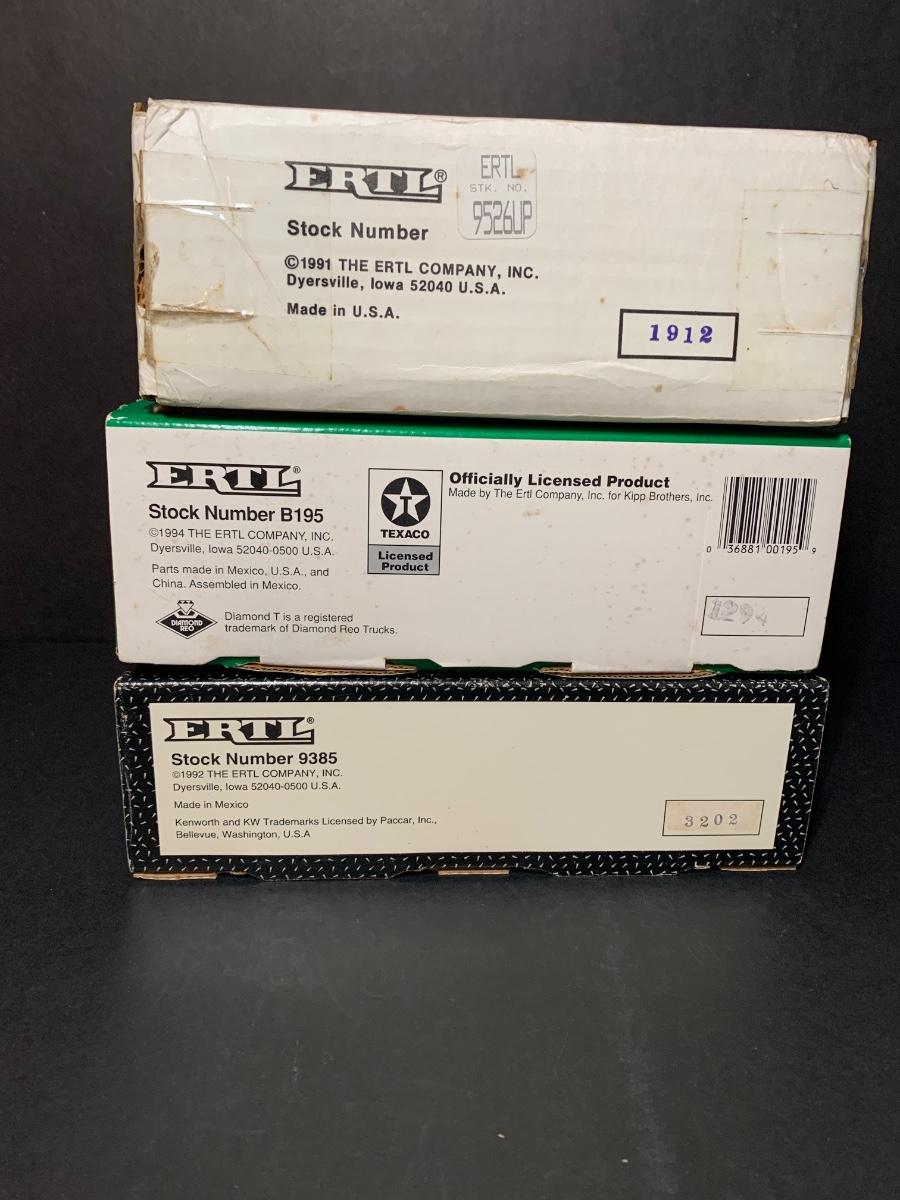 ERTL®
ERTL
STK. NO.
9526UP
Stock Number
©1991 THE ERTL COMPANY, INC.
Dyersville, Iowa 52040 U.S.A.
Made in U.S.A.
1912
ERTL®
Stock Number B195
©1994 THE ERTL COMPANY, INC.
Dyersville, Iowa 52040-0500 U.S.A.
Parts made in Mexico, U.S.A., and
China. Assembled in Mexico.
DIAMOND
REO
Diamond T is a registered
trademark of Diamond Reo Trucks.
T
TEXACO
Licensed
Product
Officially Licensed Product
Made by The Ertl Company, Inc. for Kipp Brothers, Inc.
0 36881 00195 9
1294
ERTL®
Stock Number 9385
©1992 THE ERTL COMPANY, INC.
Dyersville, Iowa 52040-0500 U.S.A.
Made in Mexico
Kenworth and KW Trademarks Licensed by Paccar, Inc.,
Bellevue, Washington, U.S.A
3202